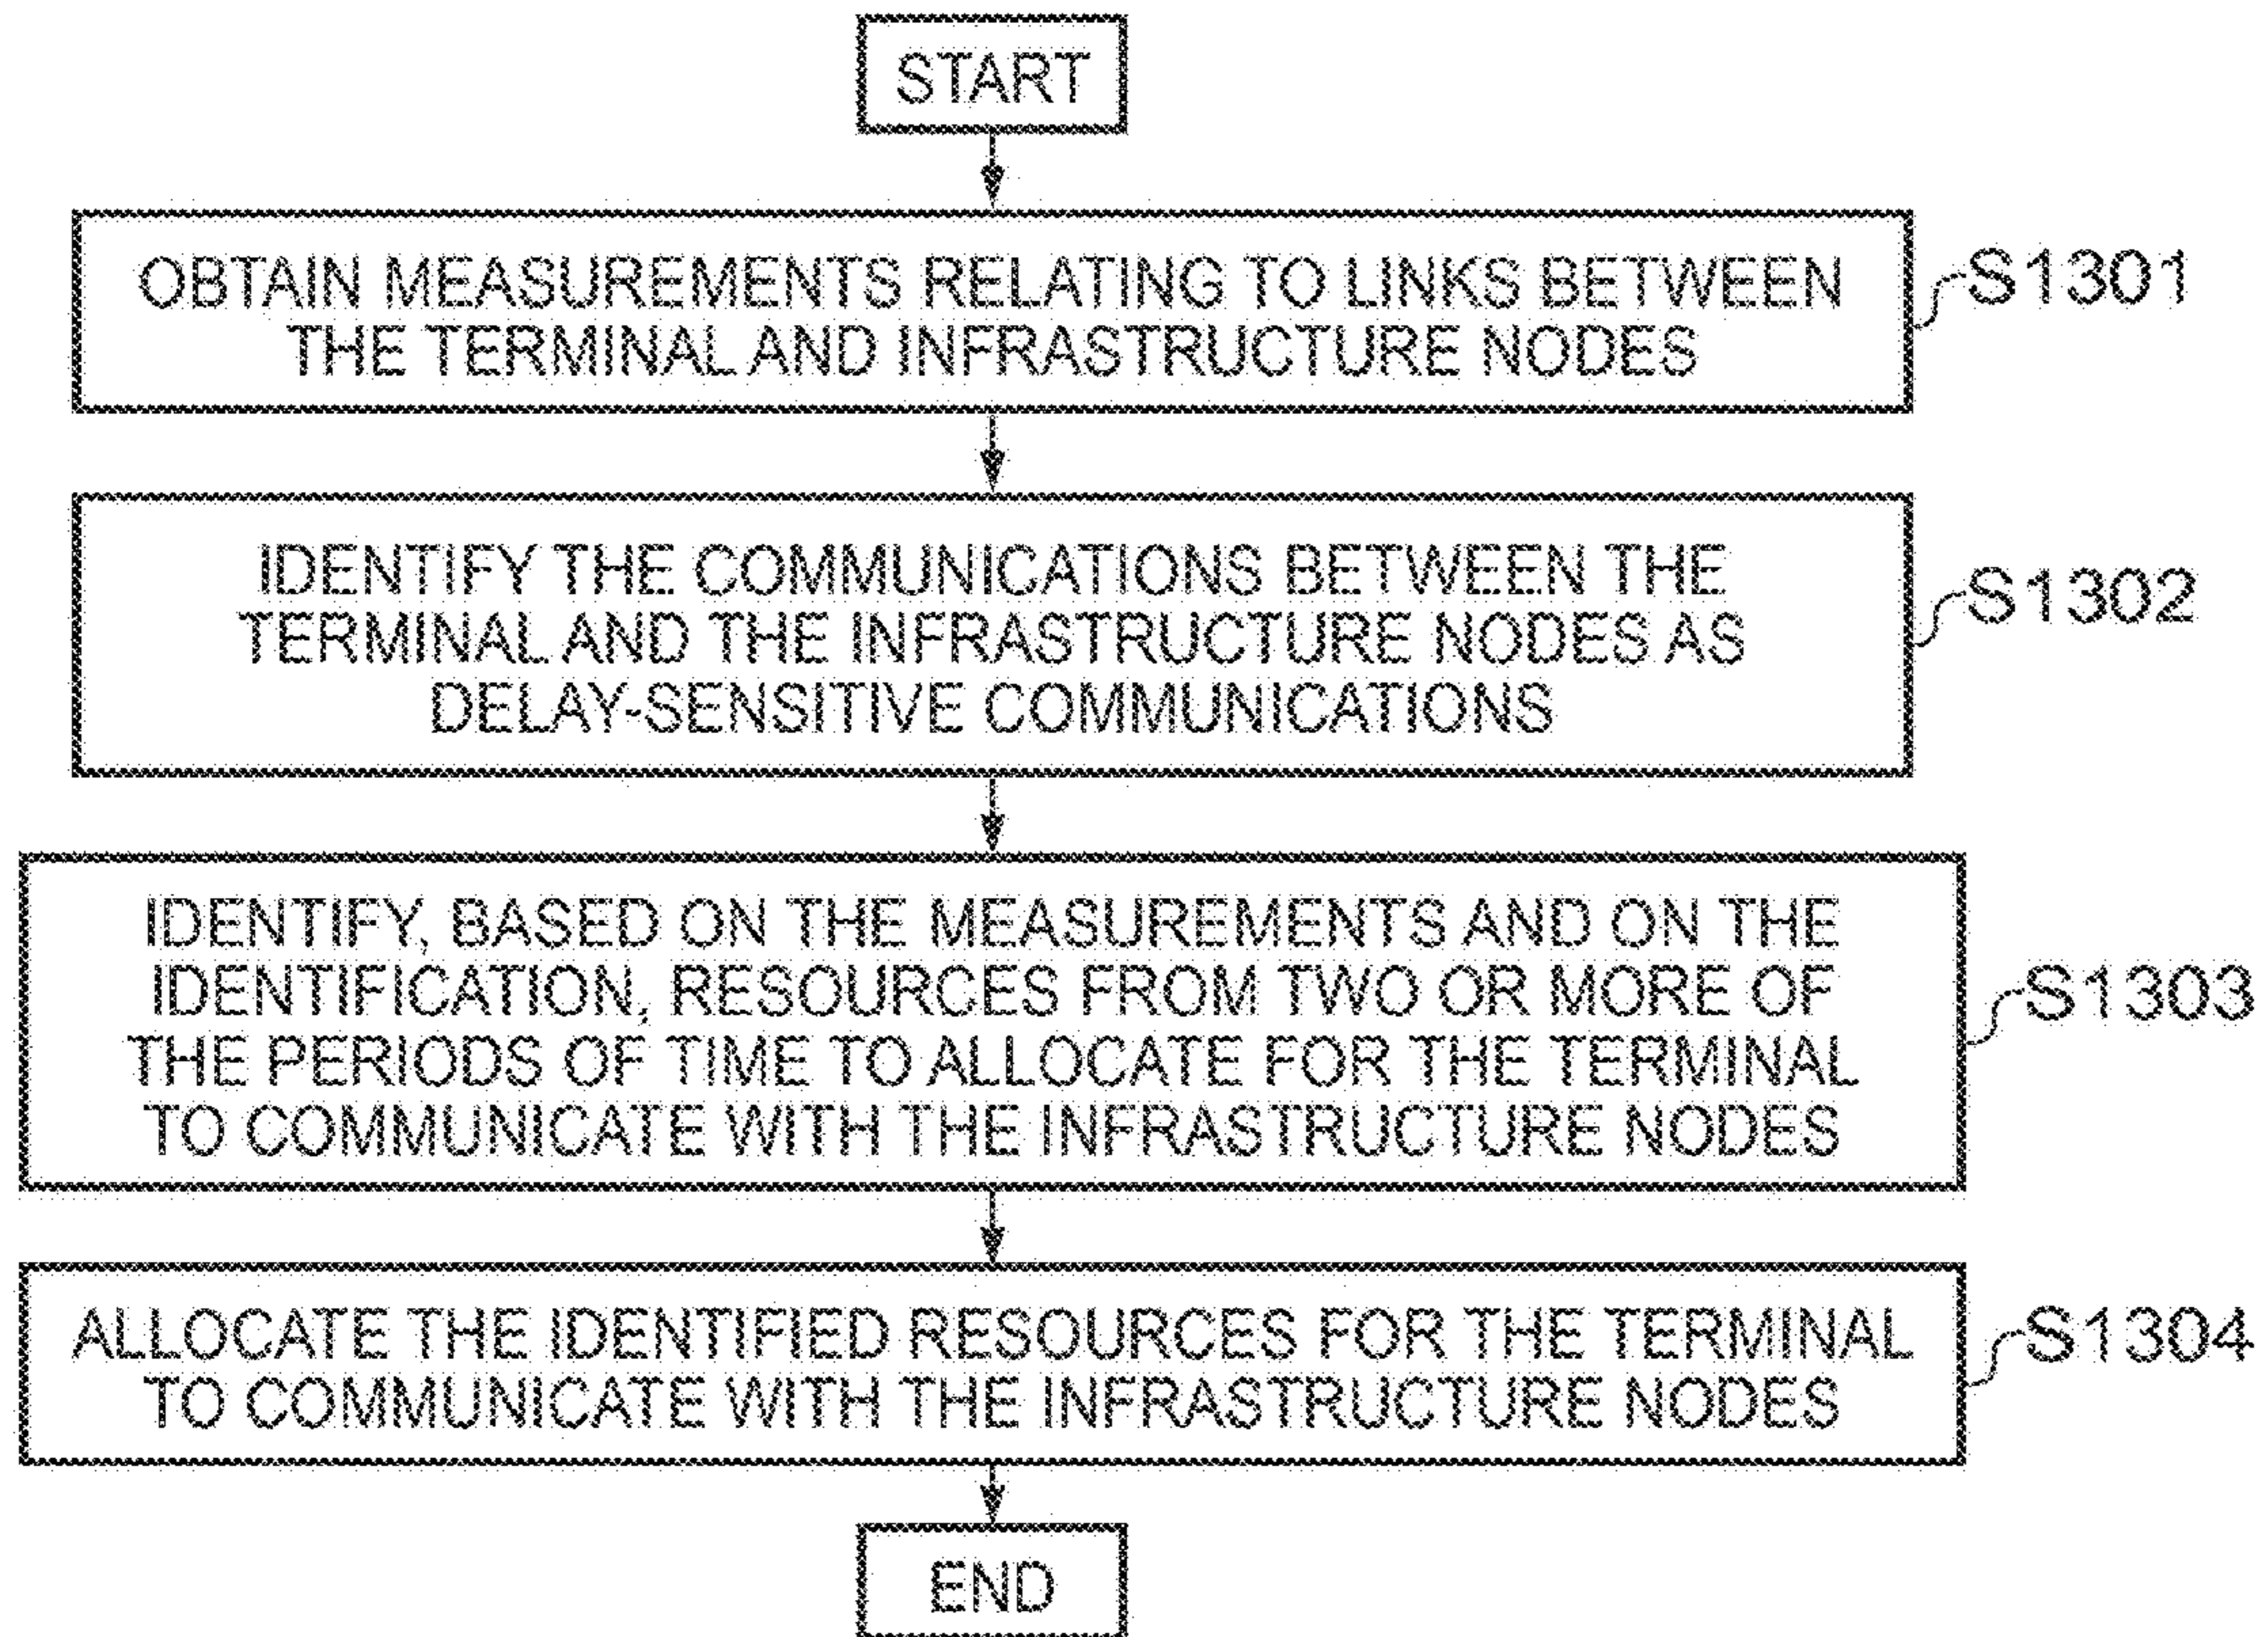 START
OBTAIN MEASUREMENTS RELATING TO LINKS BETWEEN
THE TERMINAL AND INFRASTRUCTURE NODES
S1301
IDENTIFY THE COMMUNICATIONS BETWEEN THE
TERMINAL AND THE INFRASTRUCTURE NODES AS
DELAY-SENSITIVE COMMUNICATIONS
S1302
IDENTIFY, BASED ON THE MEASUREMENTS AND ON THE
IDENTIFICATION, RESOURCES FROM TWO OR MORE OF
THE PERIODS OF TIME TO ALLOCATE FOR THE TERMINAL
TO COMMUNICATE WITH THE INFRASTRUCTURE NODES
S1303
ALLOCATE THE IDENTIFIED RESOURCES FOR THE TERMINAL
TO COMMUNICATE WITH THE INFRASTRUCTURE NODES
S1304
END